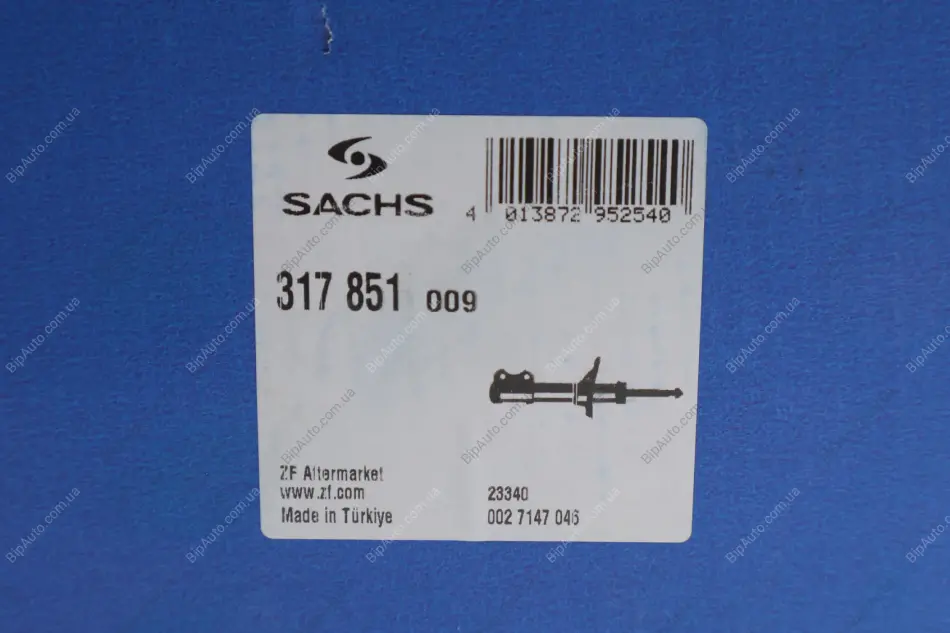 SACHS
4 013872 952540
317 851 009
ZF Aftermarket
www.zf.com
Made in Türkiye
23340
002 7147 046
BipAuto.com.ua